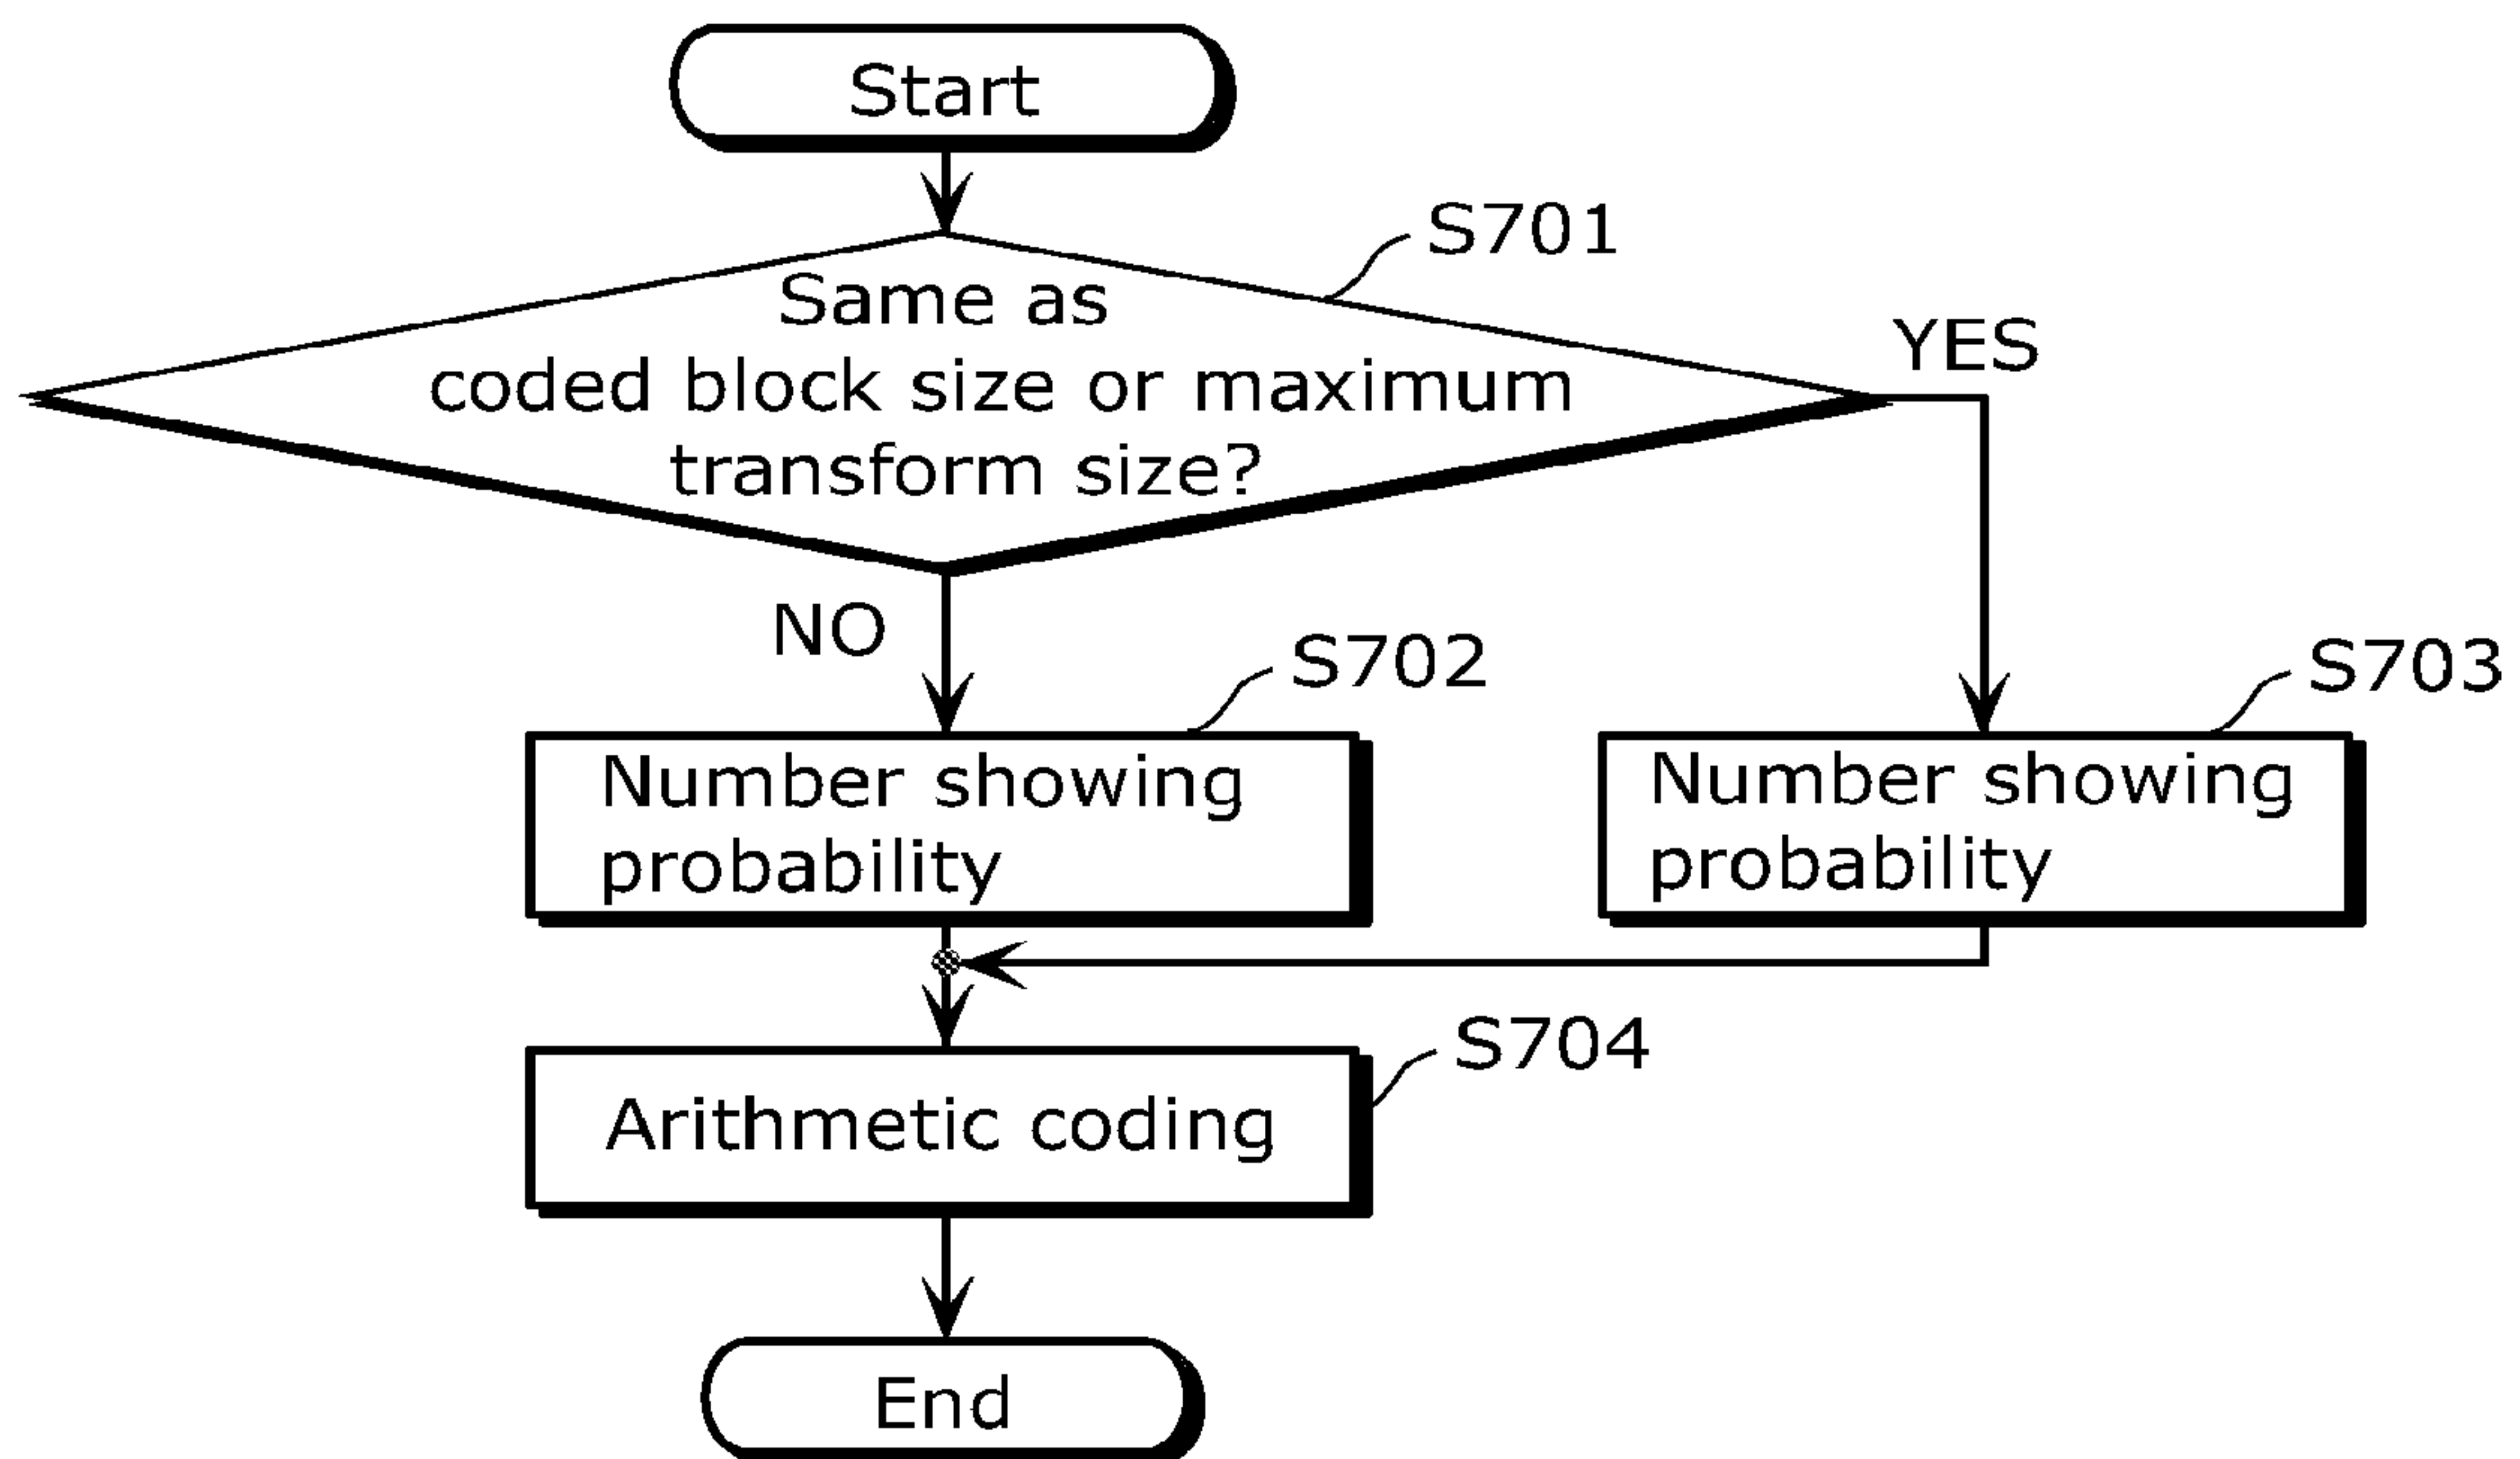 Start
S701
Same as
coded block size or maximum
transform size?
YES
NO
S702
S703
Number showing
probability
Number showing
probability
S704
Arithmetic coding
End